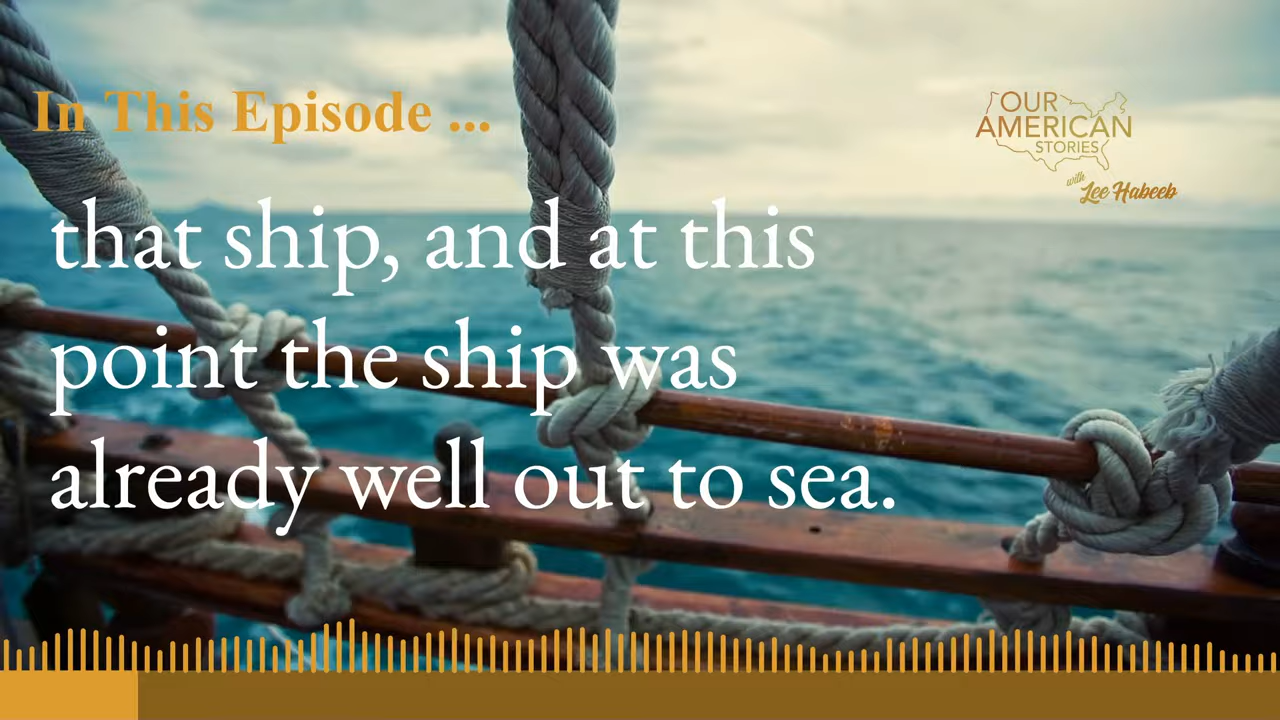 In This Episode ...
OUR
AMERICAN
STORIES
with
Lee Habeeb
that ship, and at this
point the ship was
already well out to sea.